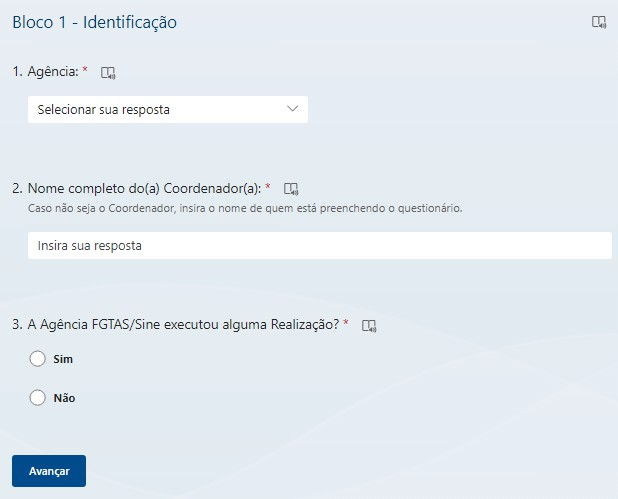 Bloco 1 - Identificação
1. Agência: *
Selecionar sua resposta
2. Nome completo do(a) Coordenador(a): *
Caso não seja o Coordenador, insira o nome de quem está preenchendo o questionário.
Insira sua resposta
3. A Agência FGTAS/Sine executou alguma Realização? *
Sim
Não
Avançar